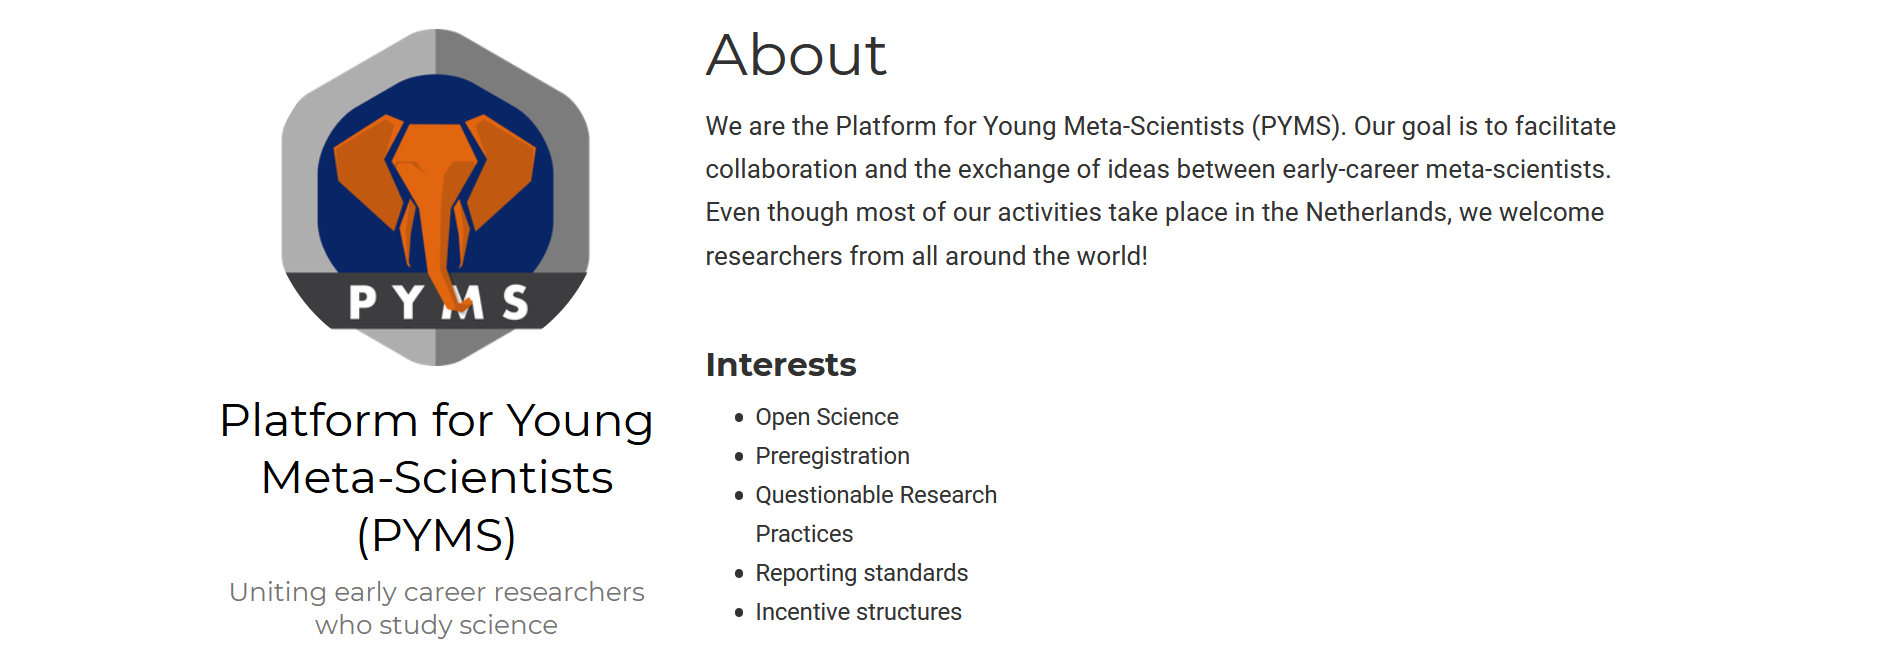 PYMS
Platform for Young
Meta-Scientists
(PYMS)
Uniting early career researchers
who study science
About
We are the Platform for Young Meta-Scientists (PYMS). Our goal is to facilitate
collaboration and the exchange of ideas between early-career meta-scientists.
Even though most of our activities take place in the Netherlands, we welcome
researchers from all around the world!
Interests
• Open Science
• Preregistration
• Questionable Research
Practices
• Reporting standards
• Incentive structures